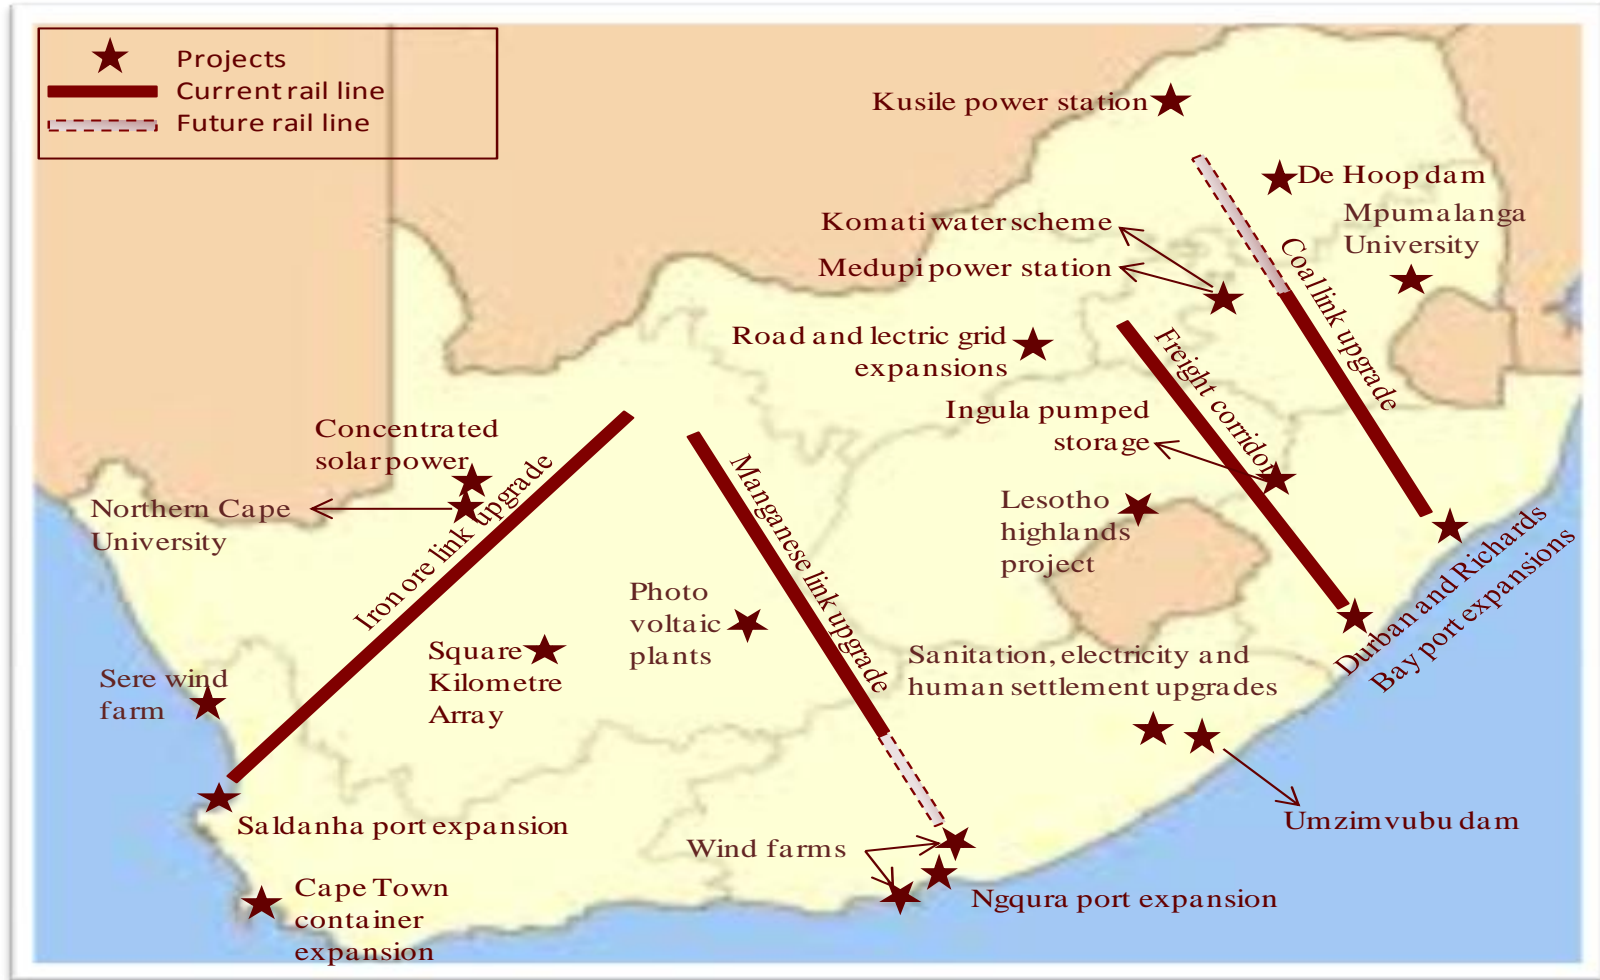 Projects
Current rail line
Future rail line
Kusile power station
De Hoop dam
Mpumalanga
University
Komati water scheme
Medupi power station
Coal link upgrade
Road and lectric grid
expansions
Freight corridor
Ingula pumped
storage
Concentrated
solar power
Northern Cape
University
Iron ore link upgrade
Manganese link upgrade
Lesotho
highlands
project
Durban and Richards
Bay port expansions
Photo
voltaic
plants
Square
Kilometre
Array
Sanitation, electricity and
human settlement upgrades
Sere wind
farm
Umzimvubu dam
Saldanha port expansion
Wind farms
Ngqura port expansion
Cape Town
container
expansion